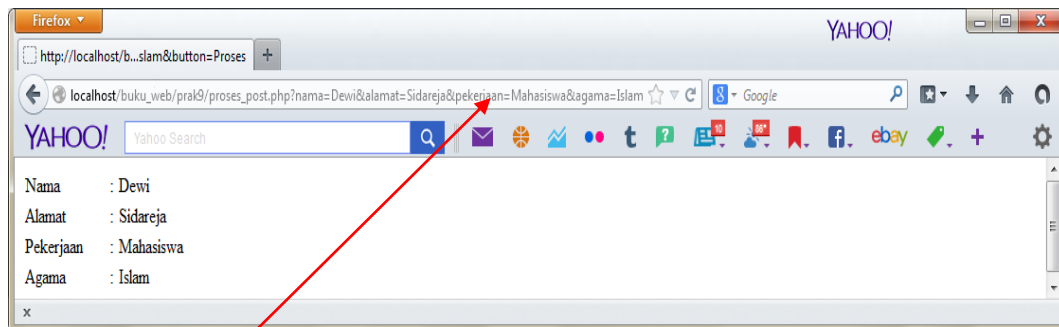 Firefox
YAHOO!
http://localhost/b...slam&button=Proses
localhost/buku_web/prak9/proses_post.php?nama=Dewi&alamat=Sidareja&pekerjaan=Mahasiswa&agama=Islam
Google
YAHOO! Yahoo Search
ebay
Nama : Dewi
Alamat : Sidareja
Pekerjaan : Mahasiswa
Agama : Islam
x